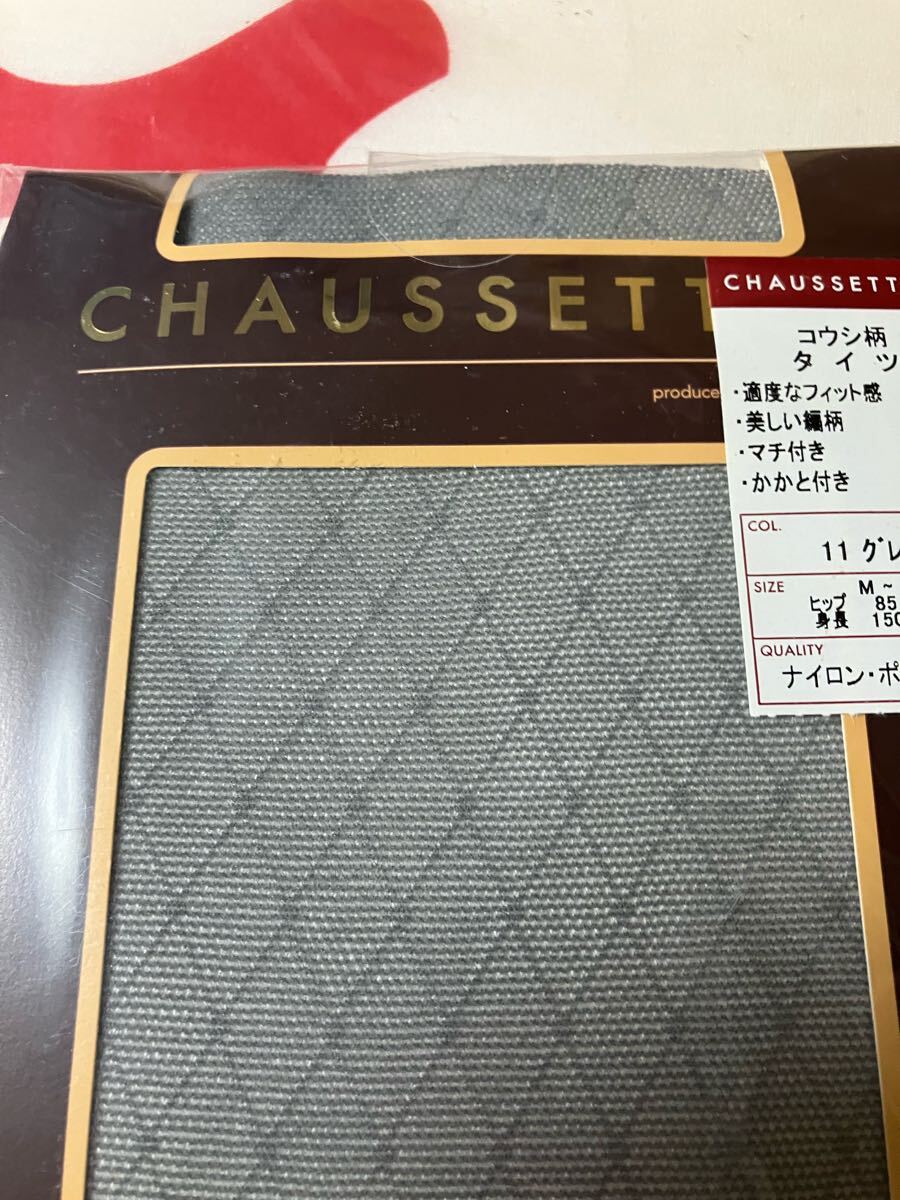 CHAUSSETT
produce
CHAUSSETT
コウシ柄
タイツ
・適度なフィット感
・美しい編柄
・マチ付き
・かかと付き
COL.
11 グレ
SIZE
M ~
ヒップ 85
身長 150
QUALITY
ナイロン・ポ